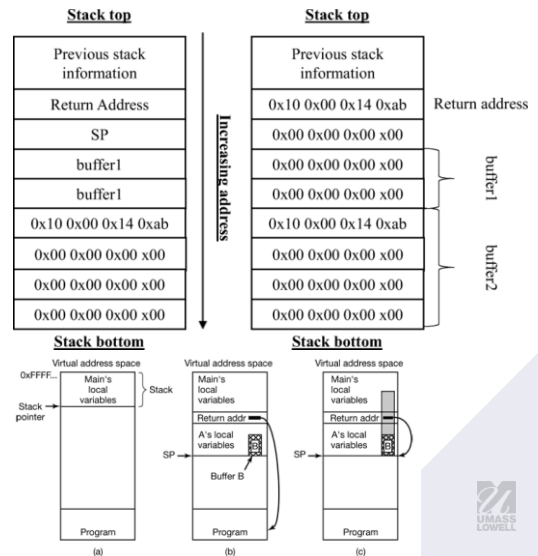 Stack top
Previous stack
information
Return Address
SP
buffer1
buffer1
0x10 0x00 0x14 0xab
0x00 0x00 0x00 x00
0x00 0x00 0x00 x00
0x00 0x00 0x00 x00
Stack bottom
Increasing address
Stack top
Previous stack
information
0x10 0x00 0x14 0xab
Return address
0x00 0x00 0x00 x00
0x00 0x00 0x00 x00
0x00 0x00 0x00 x00
buffer1
0x10 0x00 0x14 0xab
0x00 0x00 0x00 x00
0x00 0x00 0x00 x00
0x00 0x00 0x00 x00
buffer2
Stack bottom
Virtual address space
0xFFFF...
Main's
local
variables
Stack
Stack
pointer
Program
(a)
Virtual address space
Main's
local
variables
Return addr
A's local
variables
B
SP
Buffer B
Program
(b)
Virtual address space
Main's
local
variables
Return addr
A's local
variables
B
SP
Program
(c)
UMASS
LOWELL